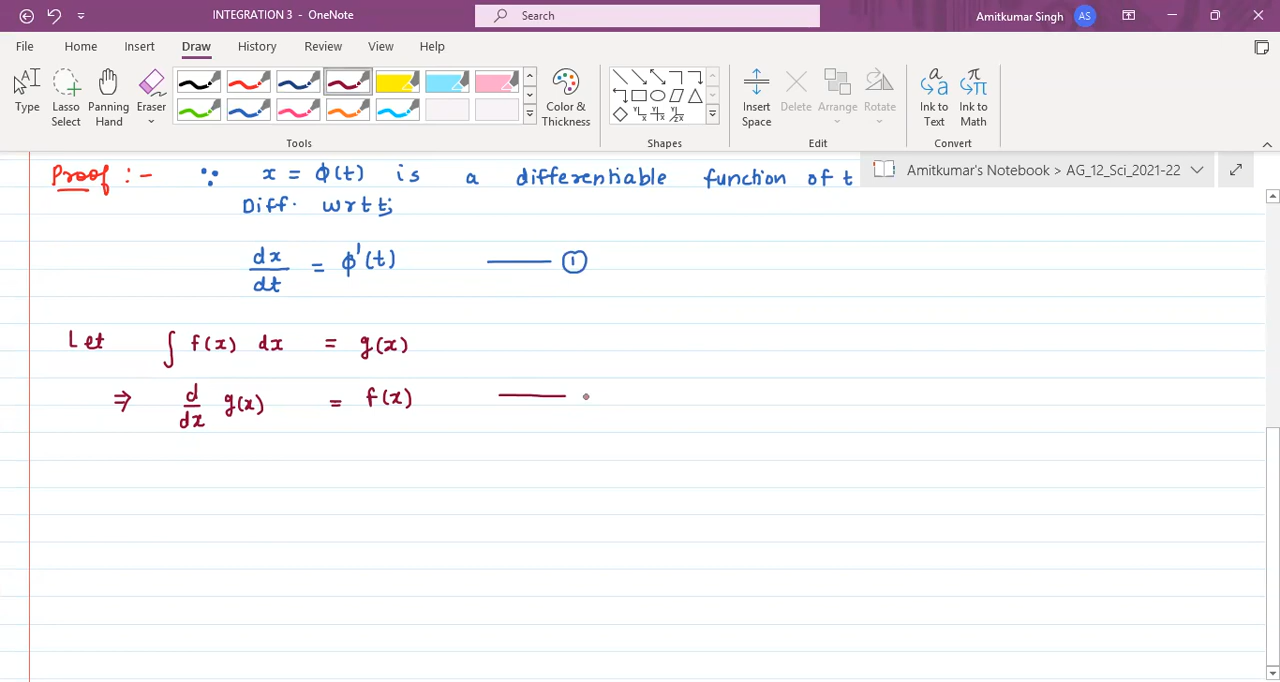 INTEGRATION 3 - OneNote
Search
Amitkumar Singh AS
File Home Insert Draw History Review View Help
Type Lasso Select Panning Hand Eraser Color & Thickness Insert Space Delete Arrange Rotate Ink to Text Ink to Math
Tools Shapes Edit Convert
Amitkumar's Notebook > AG_12_Sci_2021-22
Proof :- ∵ x = ϕ(t) is a differentiable function of t
Diff. wrt t;
dx/dt = ϕ'(t) —— ①
Let ∫ f(x) dx = g(x)
⇒ d/dx g(x) = f(x) ——